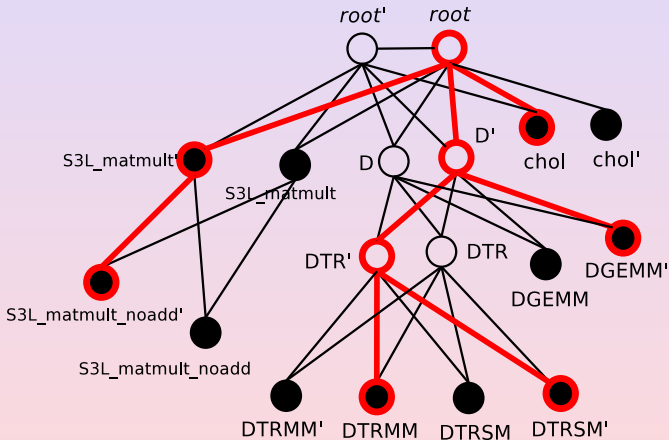 root'
root
D'
S3L_matmult'
D
chol
chol'
S3L_matmult
DTR'
DTR
DGEMM'
DGEMM
S3L_matmult_noadd'
S3L_matmult_noadd
DTRMM'
DTRMM
DTRSM
DTRSM'